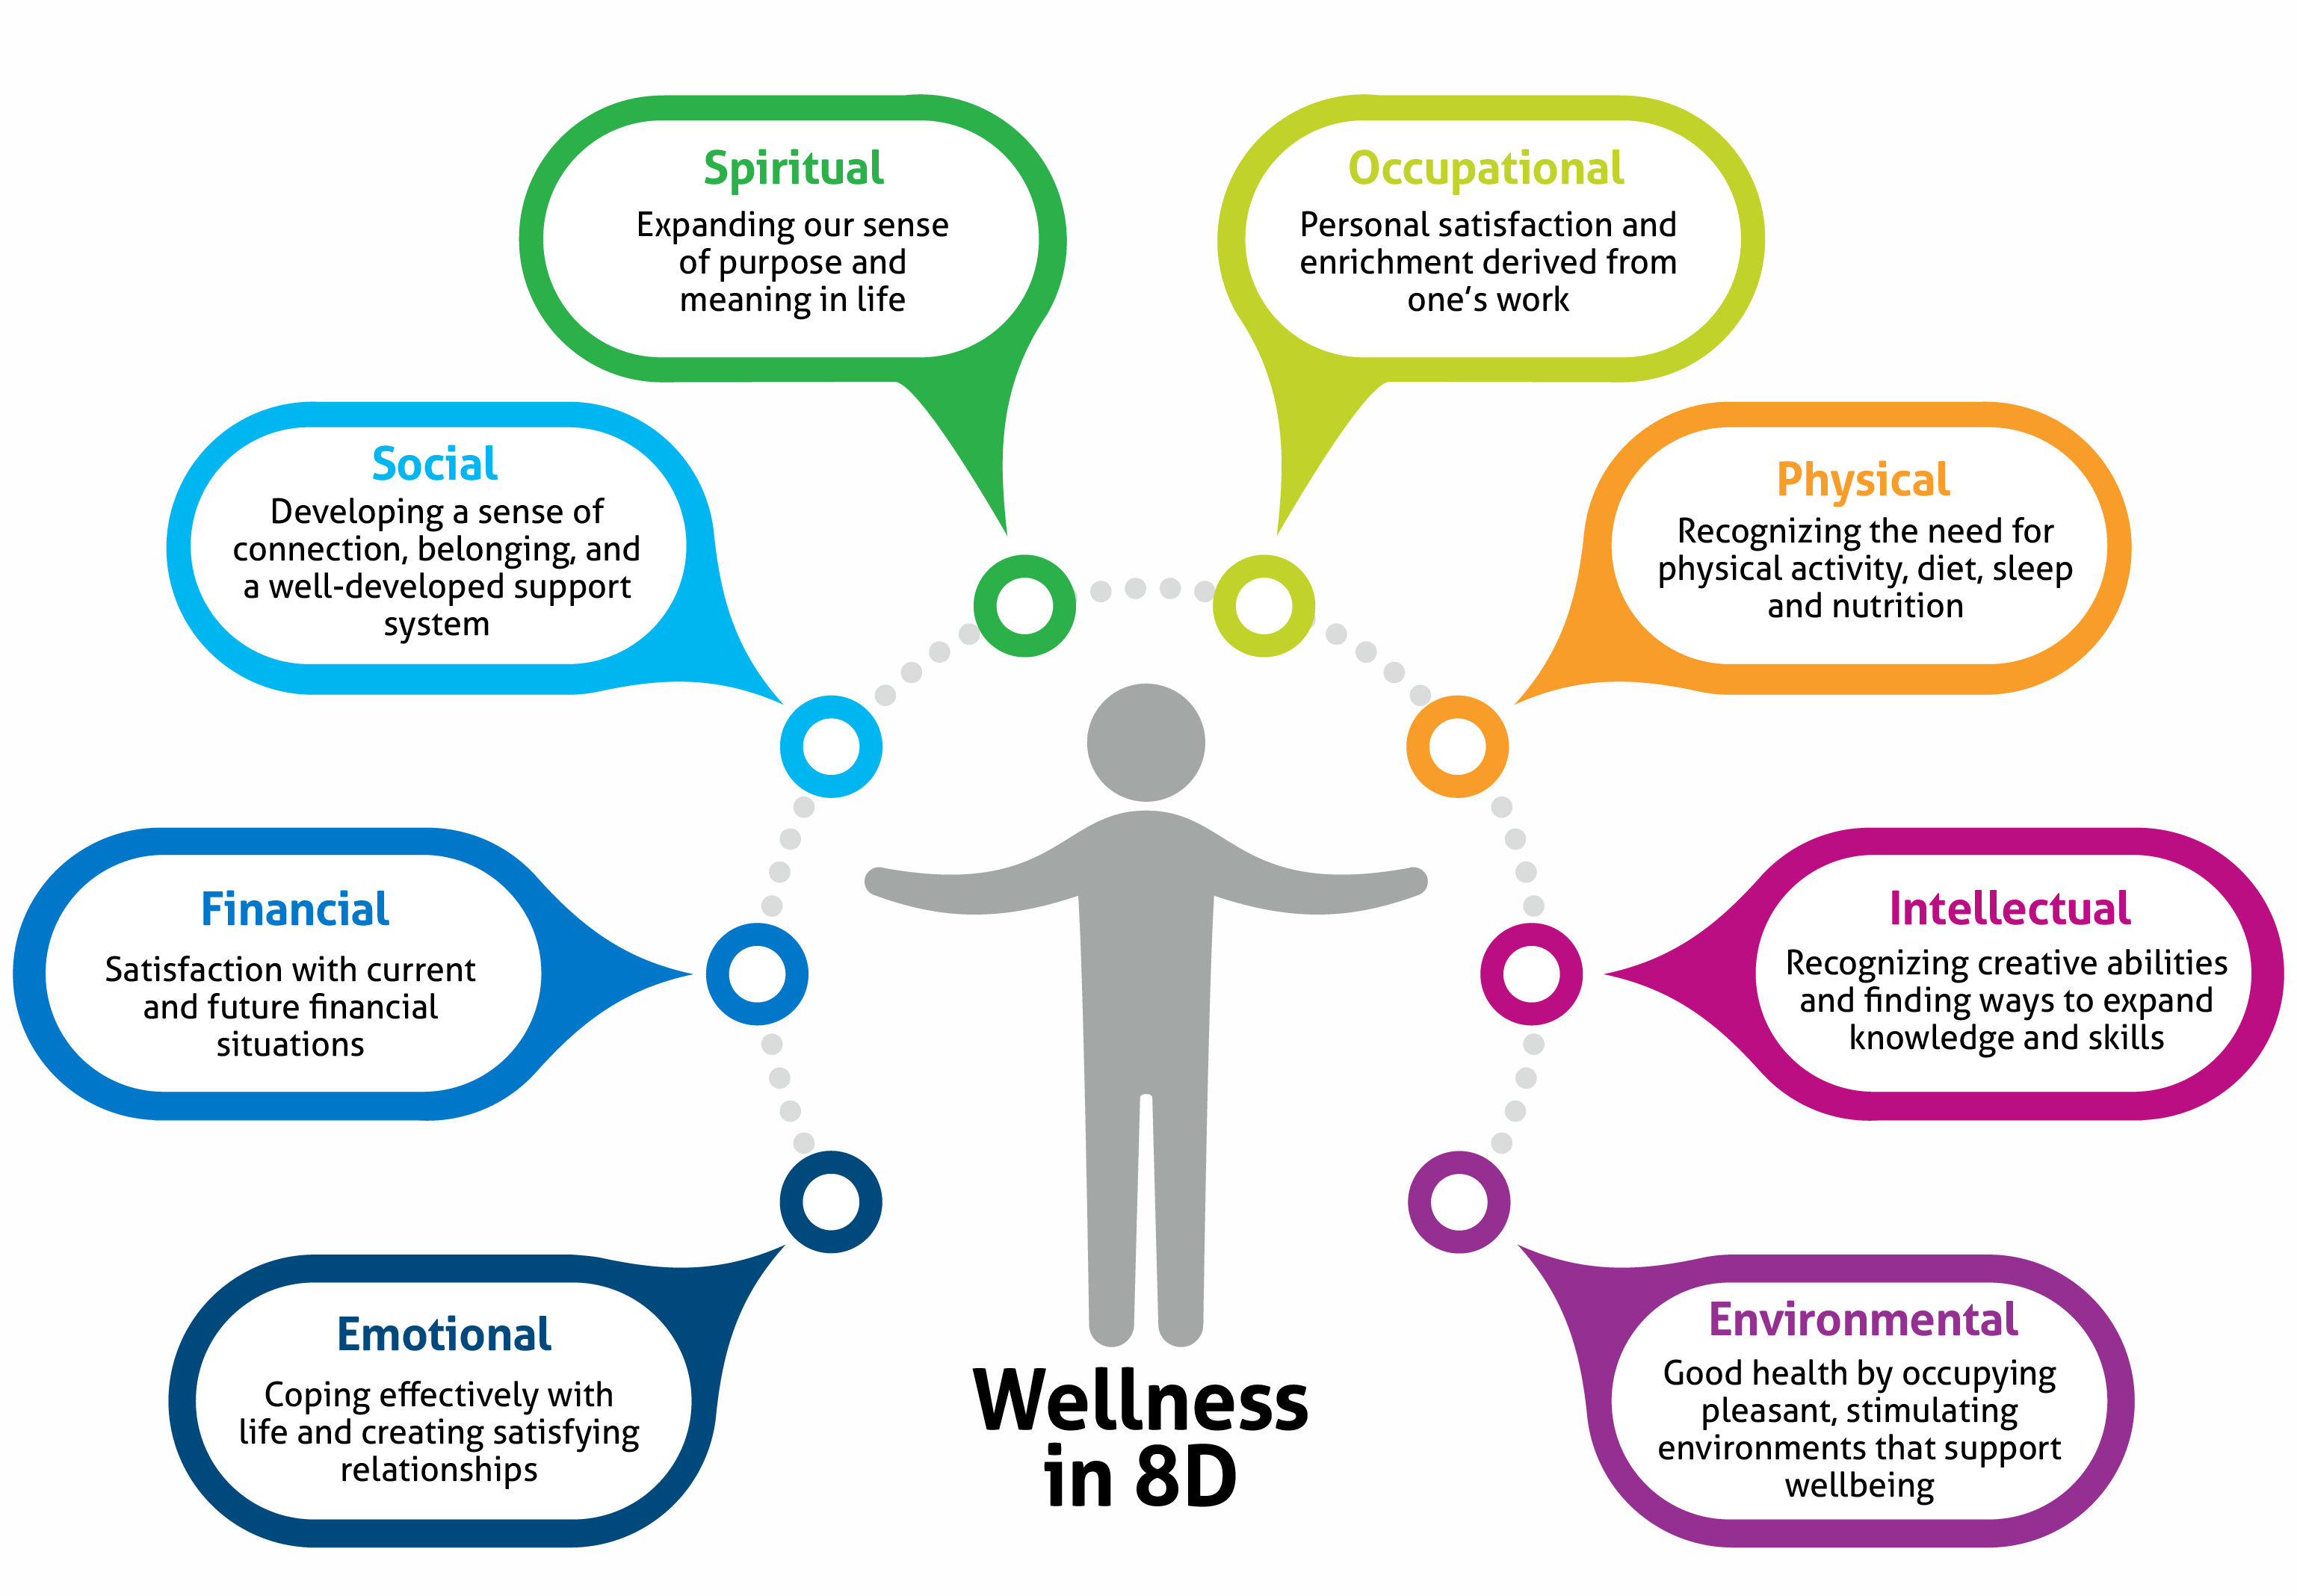 Spiritual
Expanding our sense
of purpose and
meaning in life
Occupational
Personal satisfaction and
enrichment derived from
one's work
Social
Developing a sense of
connection, belonging, and
a well-developed support
system
Physical
Recognizing the need for
physical activity, diet, sleep
and nutrition
Financial
Satisfaction with current
and future financial
situations
Intellectual
Recognizing creative abilities
and finding ways to expand
knowledge and skills
Emotional
Coping effectively with
life and creating satisfying
relationships
Environmental
Good health by occupying
pleasant, stimulating
environments that support
wellbeing
Wellness
in 8D